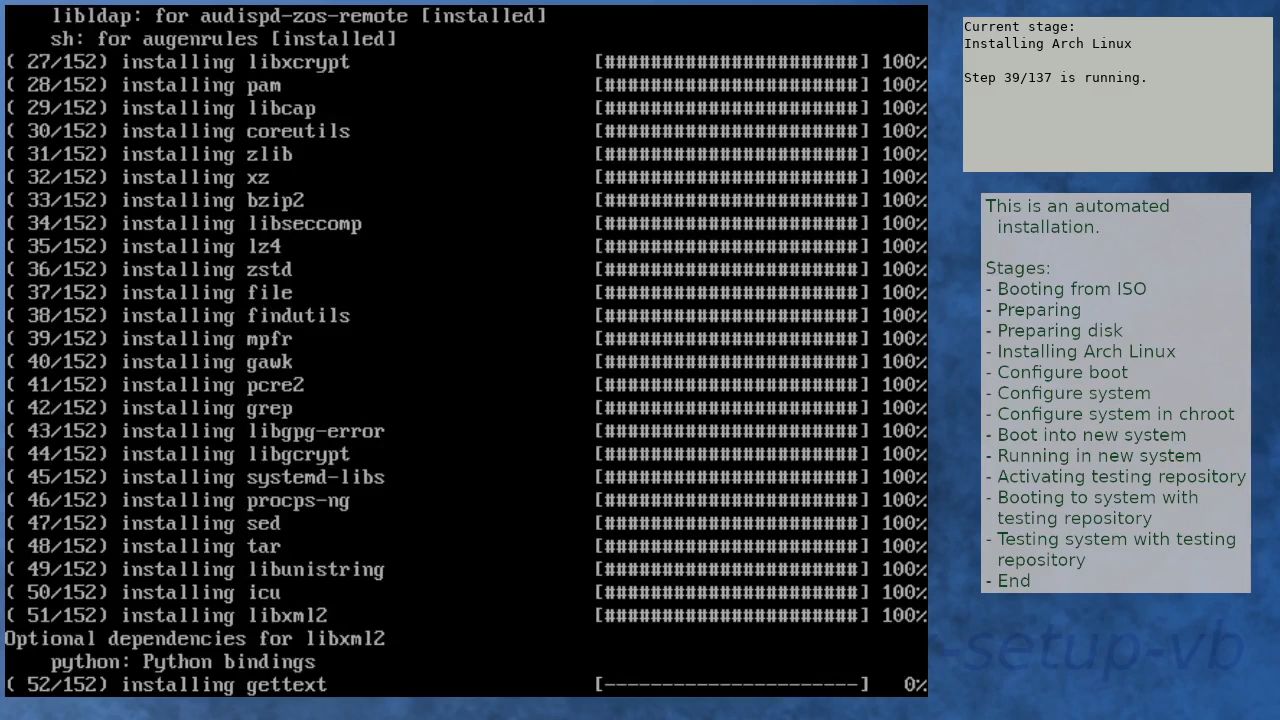 libldap: for audispd-zos-remote [installed]
sh: for augenrules [installed]
( 27/152) installing libxcrypt [######################] 100%
( 28/152) installing pam [######################] 100%
( 29/152) installing libcap [######################] 100%
( 30/152) installing coreutils [######################] 100%
( 31/152) installing zlib [######################] 100%
( 32/152) installing xz [######################] 100%
( 33/152) installing bzip2 [######################] 100%
( 34/152) installing libseccomp [######################] 100%
( 35/152) installing lz4 [######################] 100%
( 36/152) installing zstd [######################] 100%
( 37/152) installing file [######################] 100%
( 38/152) installing findutils [######################] 100%
( 39/152) installing mpfr [######################] 100%
( 40/152) installing gawk [######################] 100%
( 41/152) installing pcre2 [######################] 100%
( 42/152) installing grep [######################] 100%
( 43/152) installing libgpg-error [######################] 100%
( 44/152) installing libgcrypt [######################] 100%
( 45/152) installing systemd-libs [######################] 100%
( 46/152) installing procps-ng [######################] 100%
( 47/152) installing sed [######################] 100%
( 48/152) installing tar [######################] 100%
( 49/152) installing libunistring [######################] 100%
( 50/152) installing icu [######################] 100%
( 51/152) installing libxml2 [######################] 100%
Optional dependencies for libxml2
python: Python bindings
( 52/152) installing gettext [----------------------] 0%
Current stage:
Installing Arch Linux
Step 39/137 is running.
This is an automated
installation.
Stages:
- Booting from ISO
- Preparing
- Preparing disk
- Installing Arch Linux
- Configure boot
- Configure system
- Configure system in chroot
- Boot into new system
- Running in new system
- Activating testing repository
- Booting to system with
testing repository
- Testing system with testing
repository
- End
-setup-vb